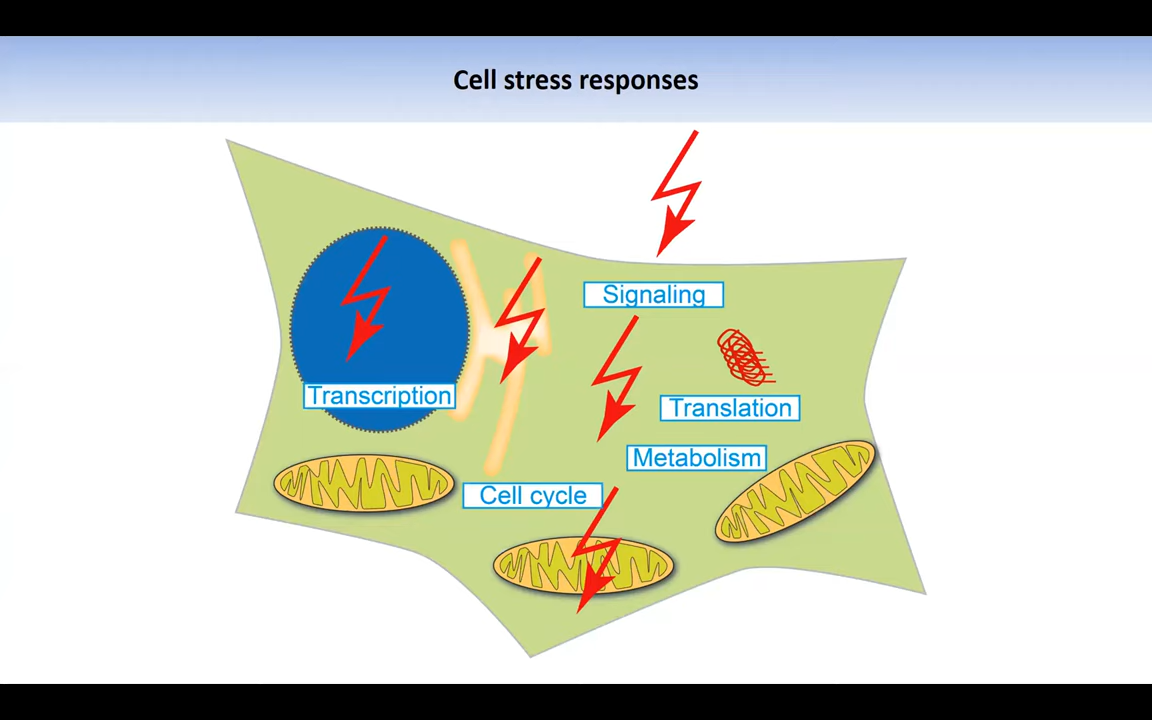 Cell stress responses
Signaling
Transcription
Translation
Metabolism
Cell cycle